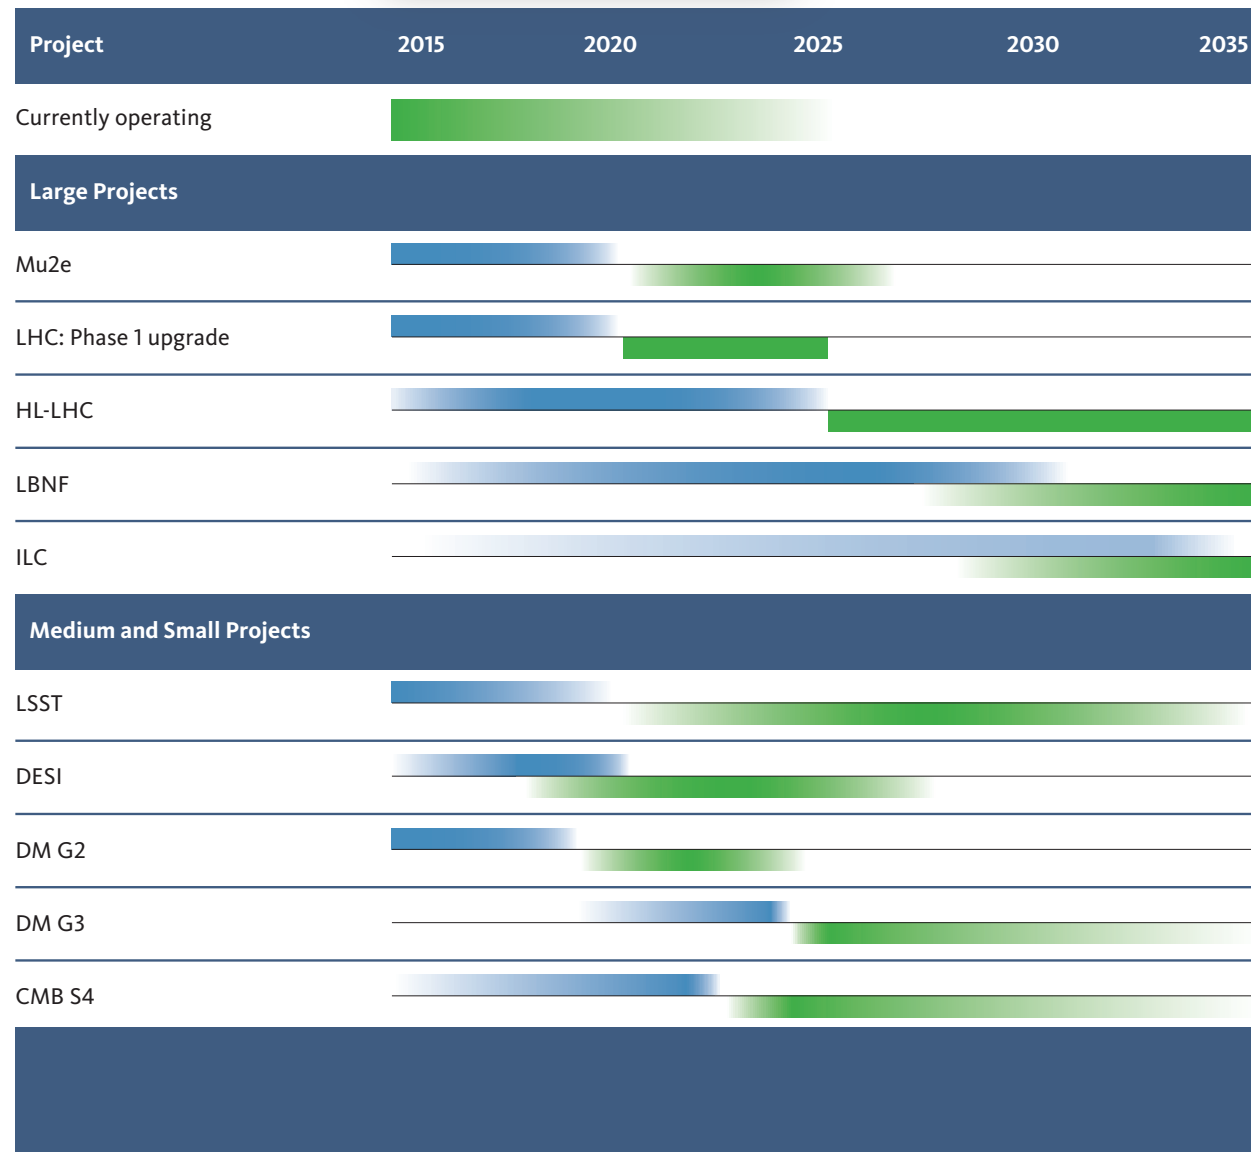 Project 2015 2020 2025 2030 2035
Currently operating
Large Projects
Mu2e
LHC: Phase 1 upgrade
HL-LHC
LBNF
ILC
Medium and Small Projects
LSST
DESI
DM G2
DM G3
CMB S4